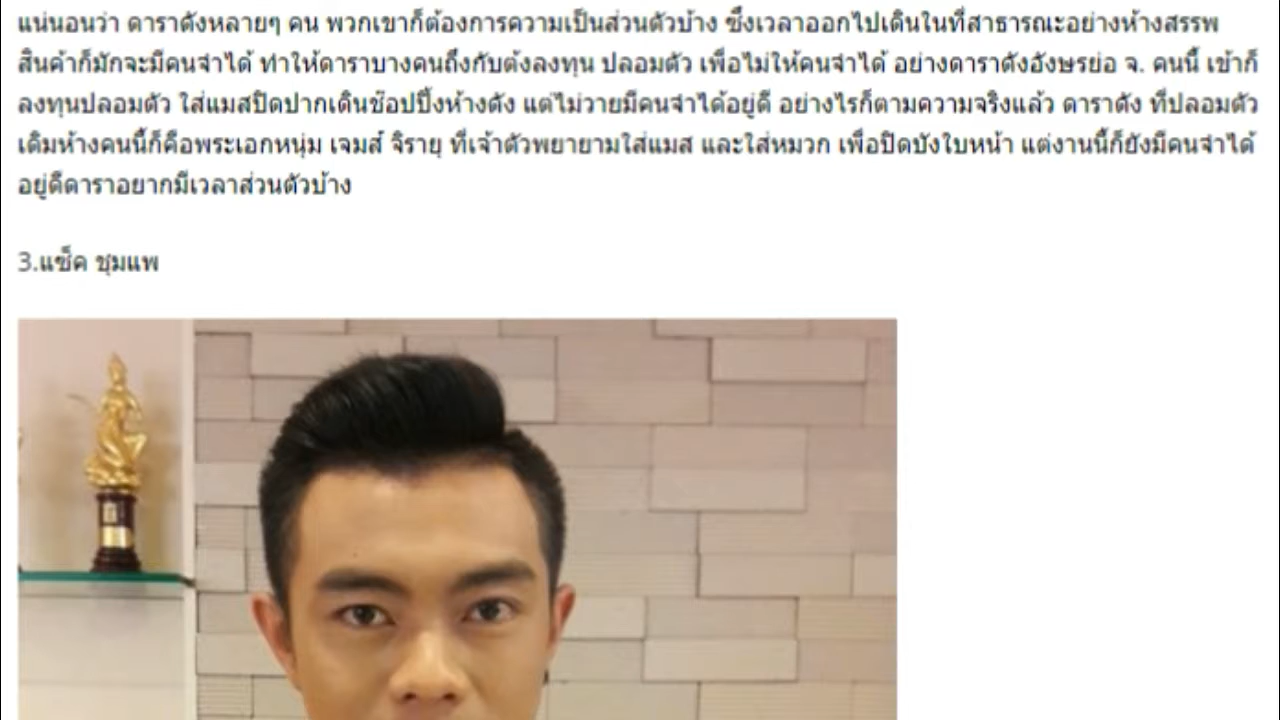 แน่นอนว่า ดาราดังหลายๆ คน พวกเขาก็ต้องการความเป็นส่วนตัวบ้าง ซึ่งเวลาออกไปเดินในที่สาธารณะอย่างห้างสรรพ
สินค้าก็มักจะมีคนจำได้ ทำให้ดาราบางคนถึงกับต้งลงทุน ปลอมตัว เพื่อไม่ให้คนจำได้ อย่างดาราดังอังษรย่อ จ. คนนี้ เข้าก็
ลงทุนปลอมตัว ใส่แมสปิดปากเดินช๊อปปิ้งห้างดัง แต่ไม่วายมีคนจำได้อยู่ดี อย่างไรก็ตามความจริงแล้ว ดาราดัง ที่ปลอมตัว
เดิมห้างคนนี้ก็คือพระเอกหนุ่ม เจมส์ จิรายุ ที่เจ้าตัวพยายามใส่แมส และใส่หมวก เพื่อปิดบังใบหน้า แต่งานนี้ก็ยังมีคนจำได้
อยู่ดีดาราอยากมีเวลาส่วนตัวบ้าง
3.แซ็ค ชุมแพ